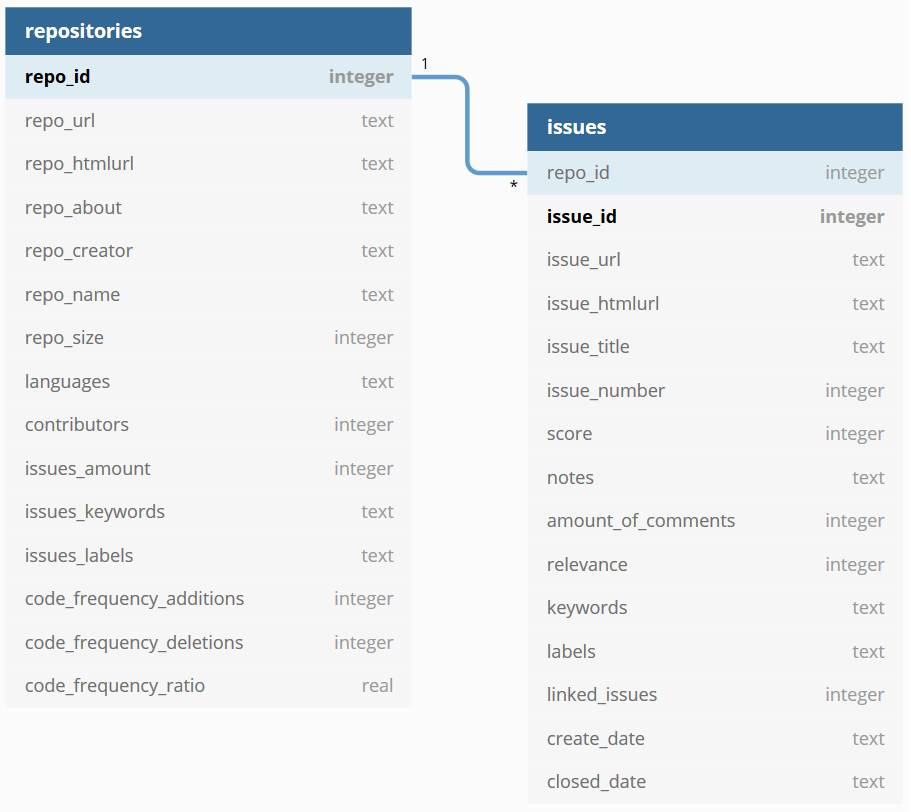 repositories
repo_id integer
repo_url text
repo_htmlurl text
repo_about text
repo_creator text
repo_name text
repo_size integer
languages text
contributors integer
issues_amount integer
issues_keywords text
issues_labels text
code_frequency_additions integer
code_frequency_deletions integer
code_frequency_ratio real
1
*
issues
repo_id integer
issue_id integer
issue_url text
issue_htmlurl text
issue_title text
issue_number integer
score integer
notes text
amount_of_comments integer
relevance integer
keywords text
labels text
linked_issues integer
create_date text
closed_date text